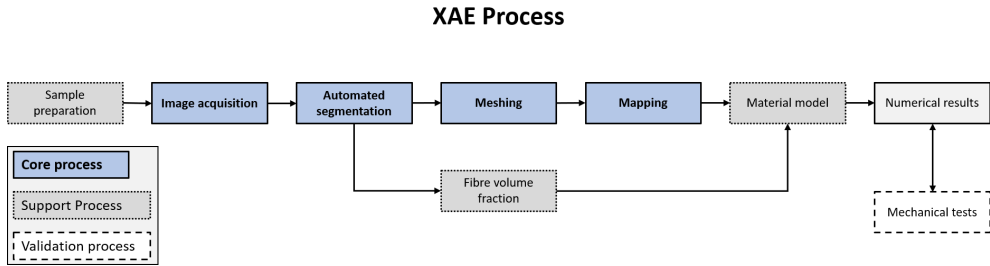 XAE Process
Sample
preparation
Image acquisition
Automated
segmentation
Meshing
Mapping
Material model
Numerical results
Core process
Support Process
Validation process
Fibre volume
fraction
Mechanical tests